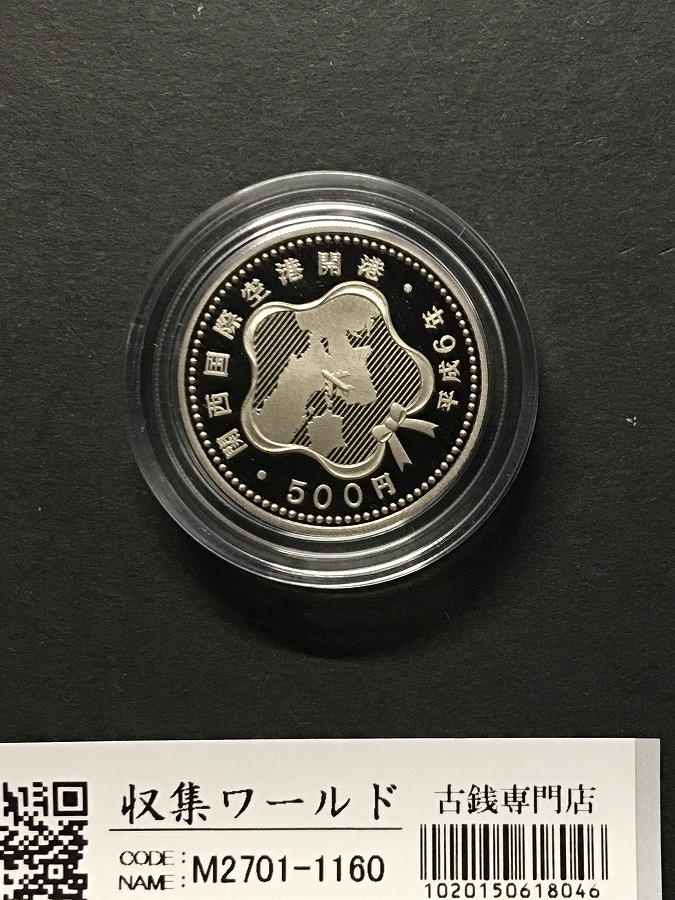 関西国際空港開港・平成6年
・500円
収集ワールド 古銭専門店
CODE:
NAME: M2701-1160
1020150618046